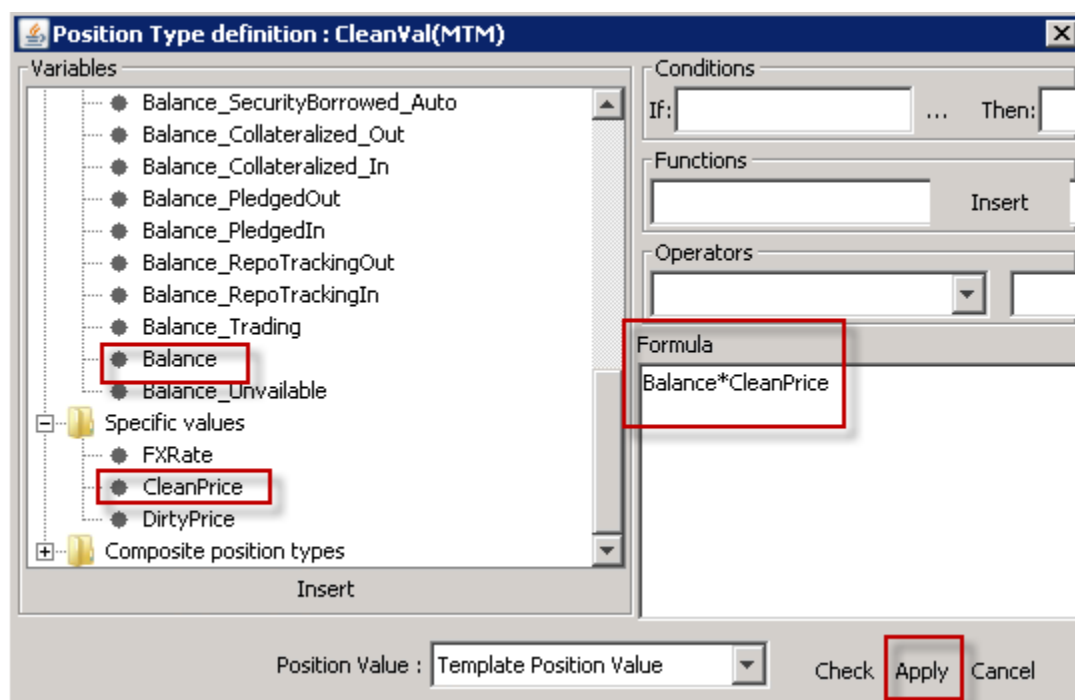 Position Type definition : CleanVal(MTM)
Variables
Balance_SecurityBorrowed_Auto
Balance_Collateralized_Out
Balance_Collateralized_In
Balance_PledgedOut
Balance_PledgedIn
Balance_RepoTrackingOut
Balance_RepoTrackingIn
Balance_Trading
Balance
Balance_Unvailable
Specific values
FXRate
CleanPrice
DirtyPrice
Composite position types
Insert
Conditions
If:
...
Then:
Functions
Insert
Operators
Formula
Balance*CleanPrice
Position Value :
Template Position Value
Check
Apply
Cancel